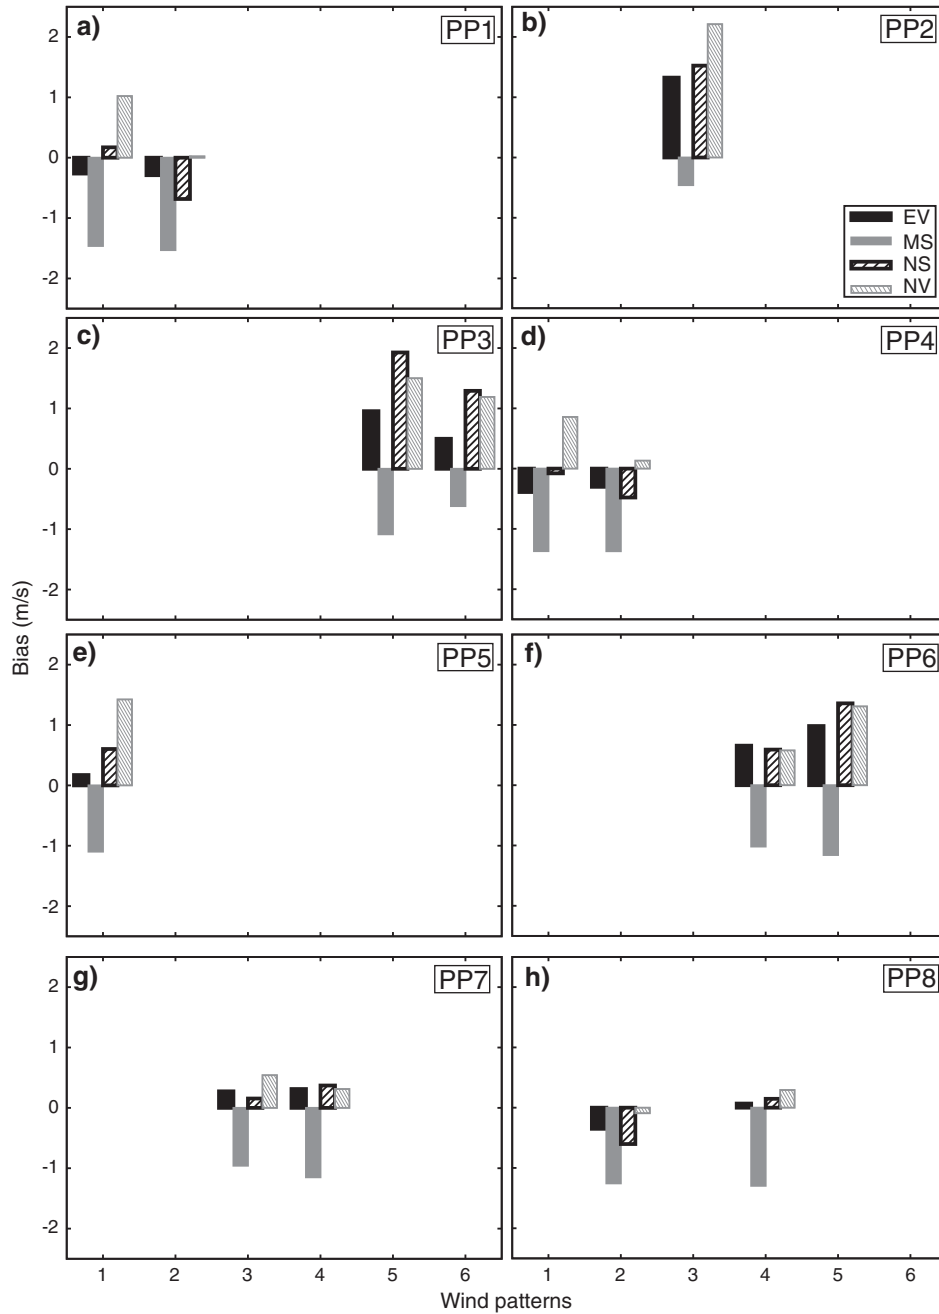 a) PP1
2
1
0
-1
-2
b) PP2
EV
MS
NS
NV
c) PP3
2
1
0
-1
-2
d) PP4
Bias (m/s)
e) PP5
2
1
0
-1
-2
f) PP6
g) PP7
2
1
0
-1
-2
1 2 3 4 5 6
h) PP8
1 2 3 4 5 6
Wind patterns